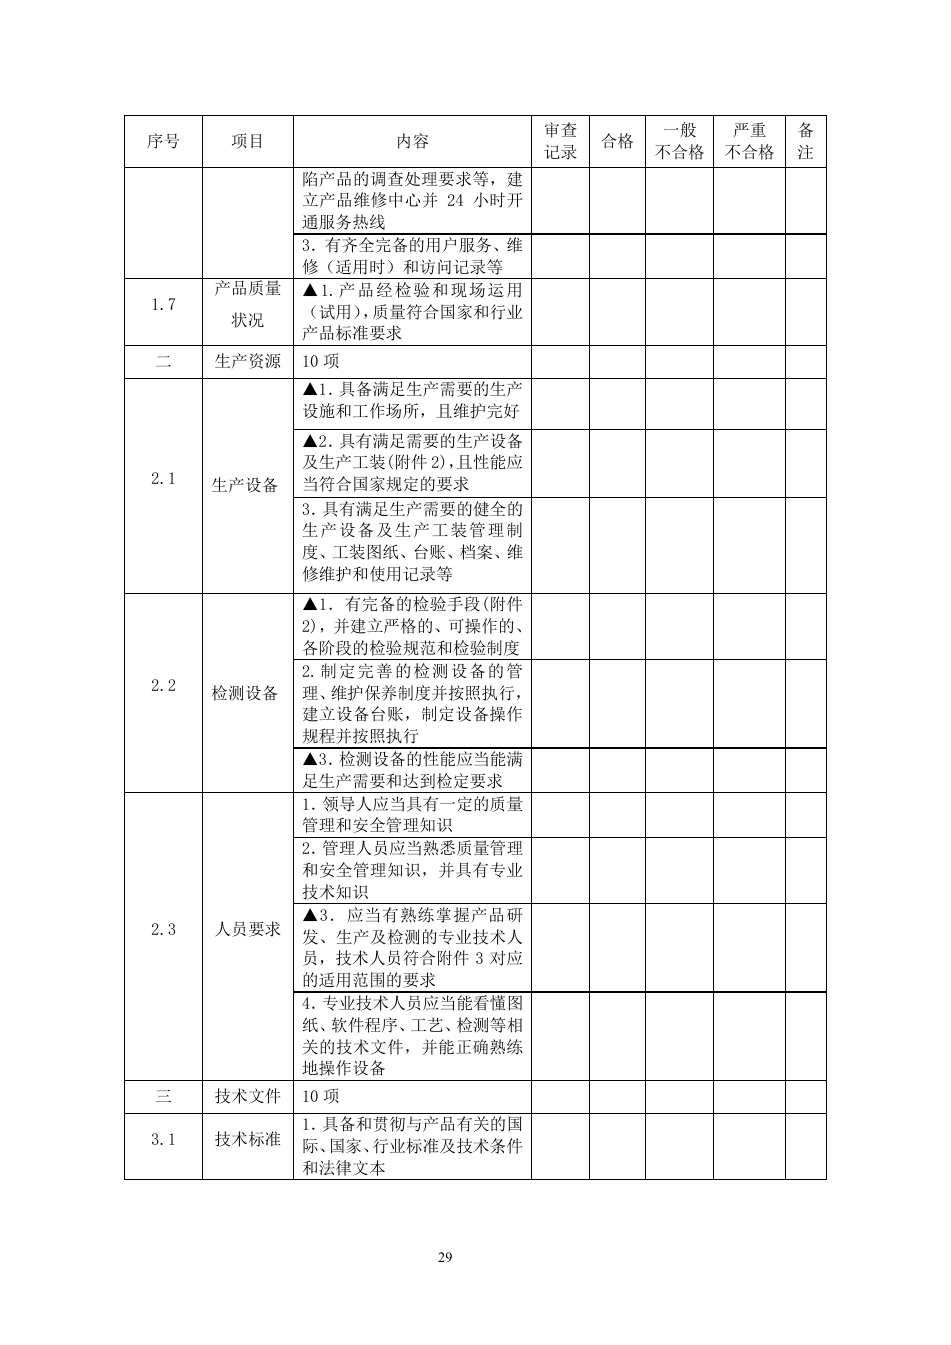 序号 项目 内容 审查记录 合格 一般不合格 严重不合格 备注
陷产品的调查处理要求等，建
立产品维修中心并 24 小时开
通服务热线
3. 有齐全完备的用户服务、维
修（适用时）和访问记录等
1.7 产品质量状况
▲1.产品经检验和现场运用
（试用），质量符合国家和行业
产品标准要求
二 生产资源 10 项
2.1 生产设备
▲1. 具备满足生产需要的生产
设施和工作场所，且维护完好
▲2. 具有满足需要的生产设备
及生产工装(附件 2)，且性能应
当符合国家规定的要求
3. 具有满足生产需要的健全的
生产设备及生产工装管理制
度、工装图纸、台账、档案、维
修维护和使用记录等
2.2 检测设备
▲1. 有完备的检验手段(附件
2)，并建立严格的、可操作的、
各阶段的检验规范和检验制度
2. 制定完善的检测设备的管
理、维护保养制度并按照执行，
建立设备台账，制定设备操作
规程并按照执行
▲3. 检测设备的性能应当能满
足生产需要和达到检定要求
2.3 人员要求
1. 领导人应当具有一定的质量
管理和安全管理知识
2. 管理人员应当熟悉质量管理
和安全管理知识，并具有专业
技术知识
▲3. 应当有熟练掌握产品研
发、生产及检测的专业技术人
员，技术人员符合附件 3 对应
的适用范围的要求
4. 专业技术人员应当能看懂图
纸、软件程序、工艺、检测等相
关的技术文件，并能正确熟练
地操作设备
三 技术文件 10 项
3.1 技术标准
1. 具备和贯彻与产品有关的国
际、国家、行业标准及技术条件
和法律文本
29